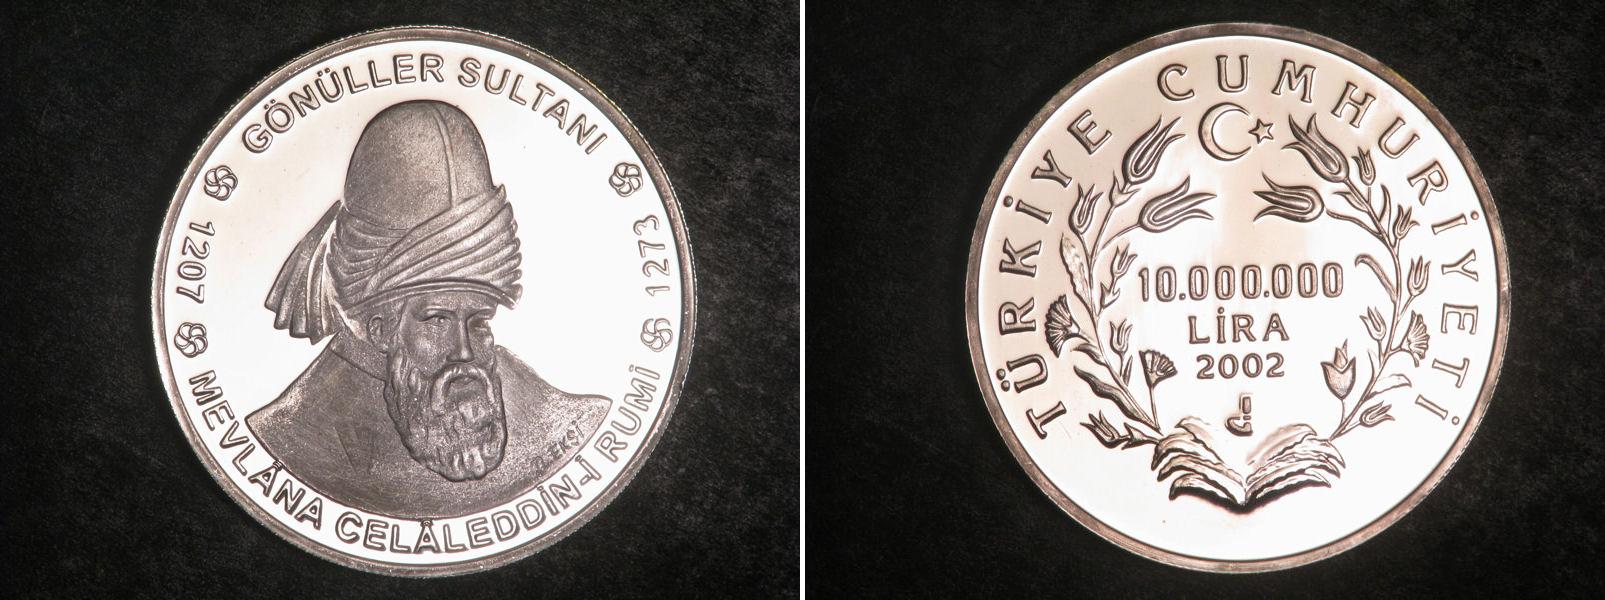 GÖNÜLLER SULTANI
1207
1273
MEVLÂNA CELÂLEDDİN-İ RUMİ
TÜRKİYE CUMHURİYETİ
10.000.000
LİRA
2002